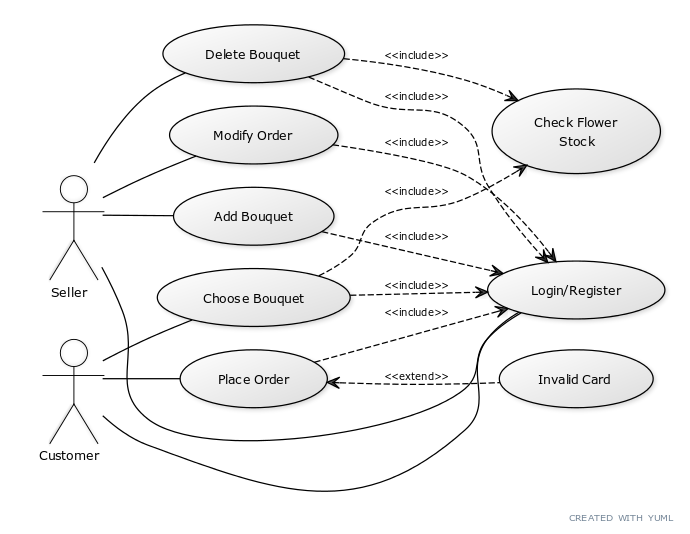 Delete Bouquet
<<include>>
<<include>>
Check Flower
Stock
Modify Order
<<include>>
<<include>>
Add Bouquet
<<include>>
Seller
Choose Bouquet
<<include>>
Login/Register
<<include>>
Place Order
<<extend>>
Invalid Card
Customer
CREATED WITH YUML